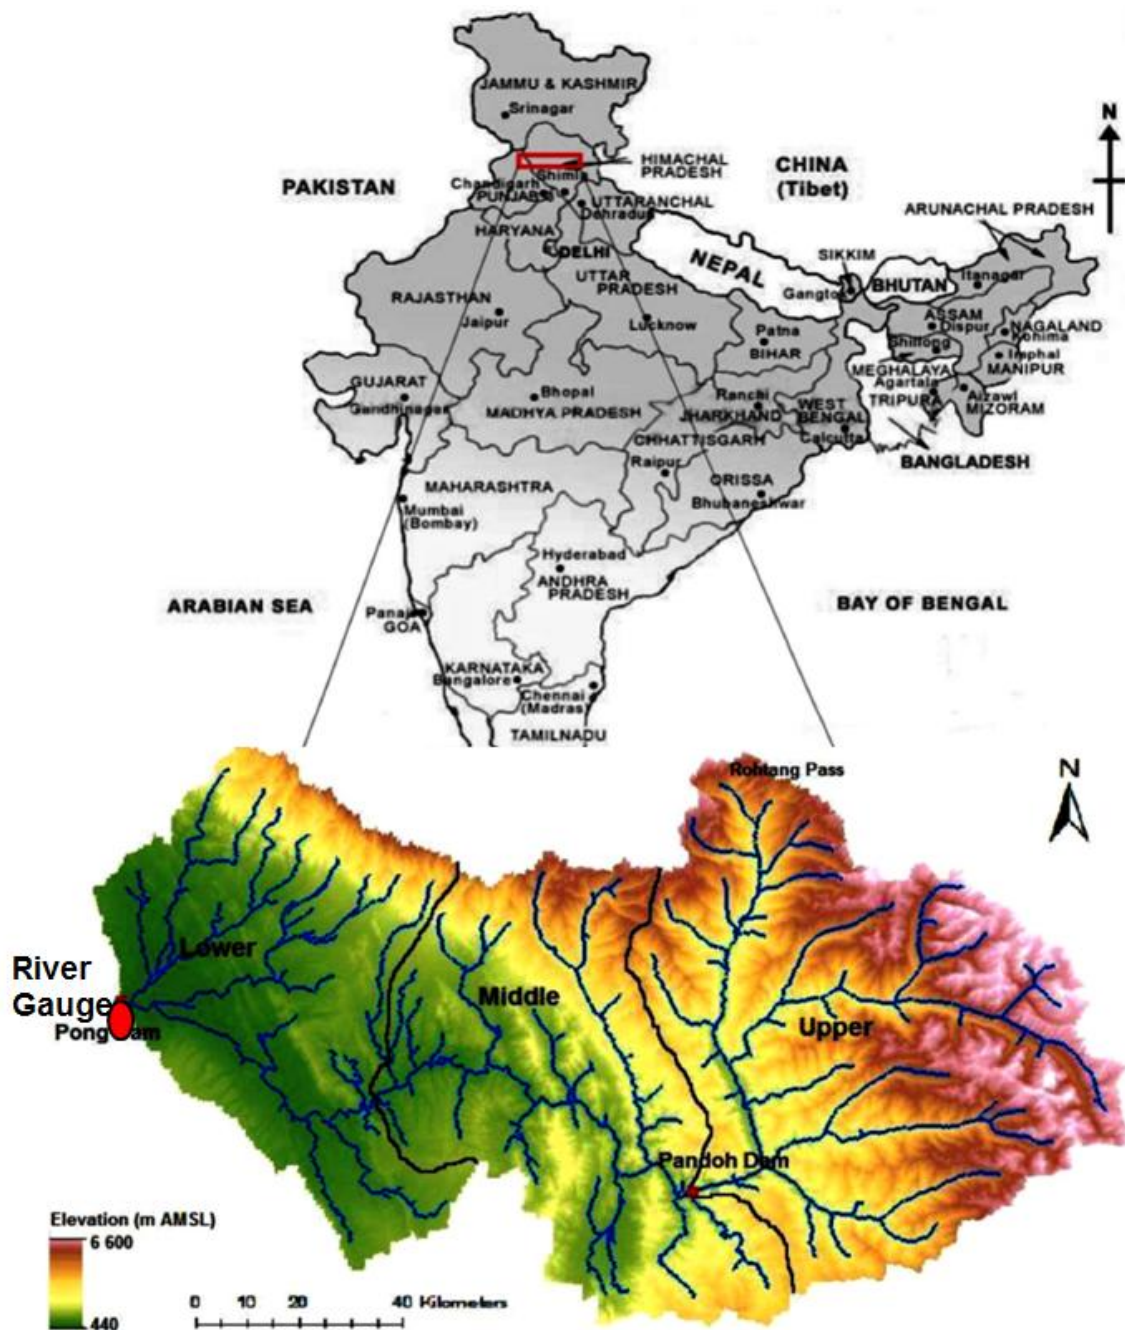 JAMMU & KASHMIR
Srinagar
N
HIMACHAL
PRADESH
CHINA
(Tibet)
PAKISTAN
Shimla
Chandigarh
PUNJAB
UTTARANCHAL
Dehradun
ARUNACHAL PRADESH
HARYANA
DELHI
NEPAL
SIKKIM
UTTAR
PRADESH
Gangtok
BHUTAN
Itanagar
RAJASTHAN
Jaipur
Lucknow
ASSAM
Dispur
NAGALAND
Kohima
Patna
BIHAR
Shillong
Imphal
MANIPUR
MEGHALAYA
Agartala
TRIPURA
Aizawl
MIZORAM
GUJARAT
Gandhinagar
Bhopal
MADHYA PRADESH
Ranchi
JHARKHAND
WEST
BENGAL
Calcutta
CHHATTISGARH
Raipur
BANGLADESH
MAHARASHTRA
ORISSA
Bhubaneshwar
Mumbai
(Bombay)
Hyderabad
ANDHRA
PRADESH
ARABIAN SEA
BAY OF BENGAL
Panaji
GOA
KARNATAKA
Bangalore
Chennai
(Madras)
TAMILNADU
Rohtang Pass
N
Lower
River
Gauge
Pong Dam
Middle
Upper
Pandoh Dam
Elevation (m AMSL)
6 600
440
0 10 20 40 Kilometers